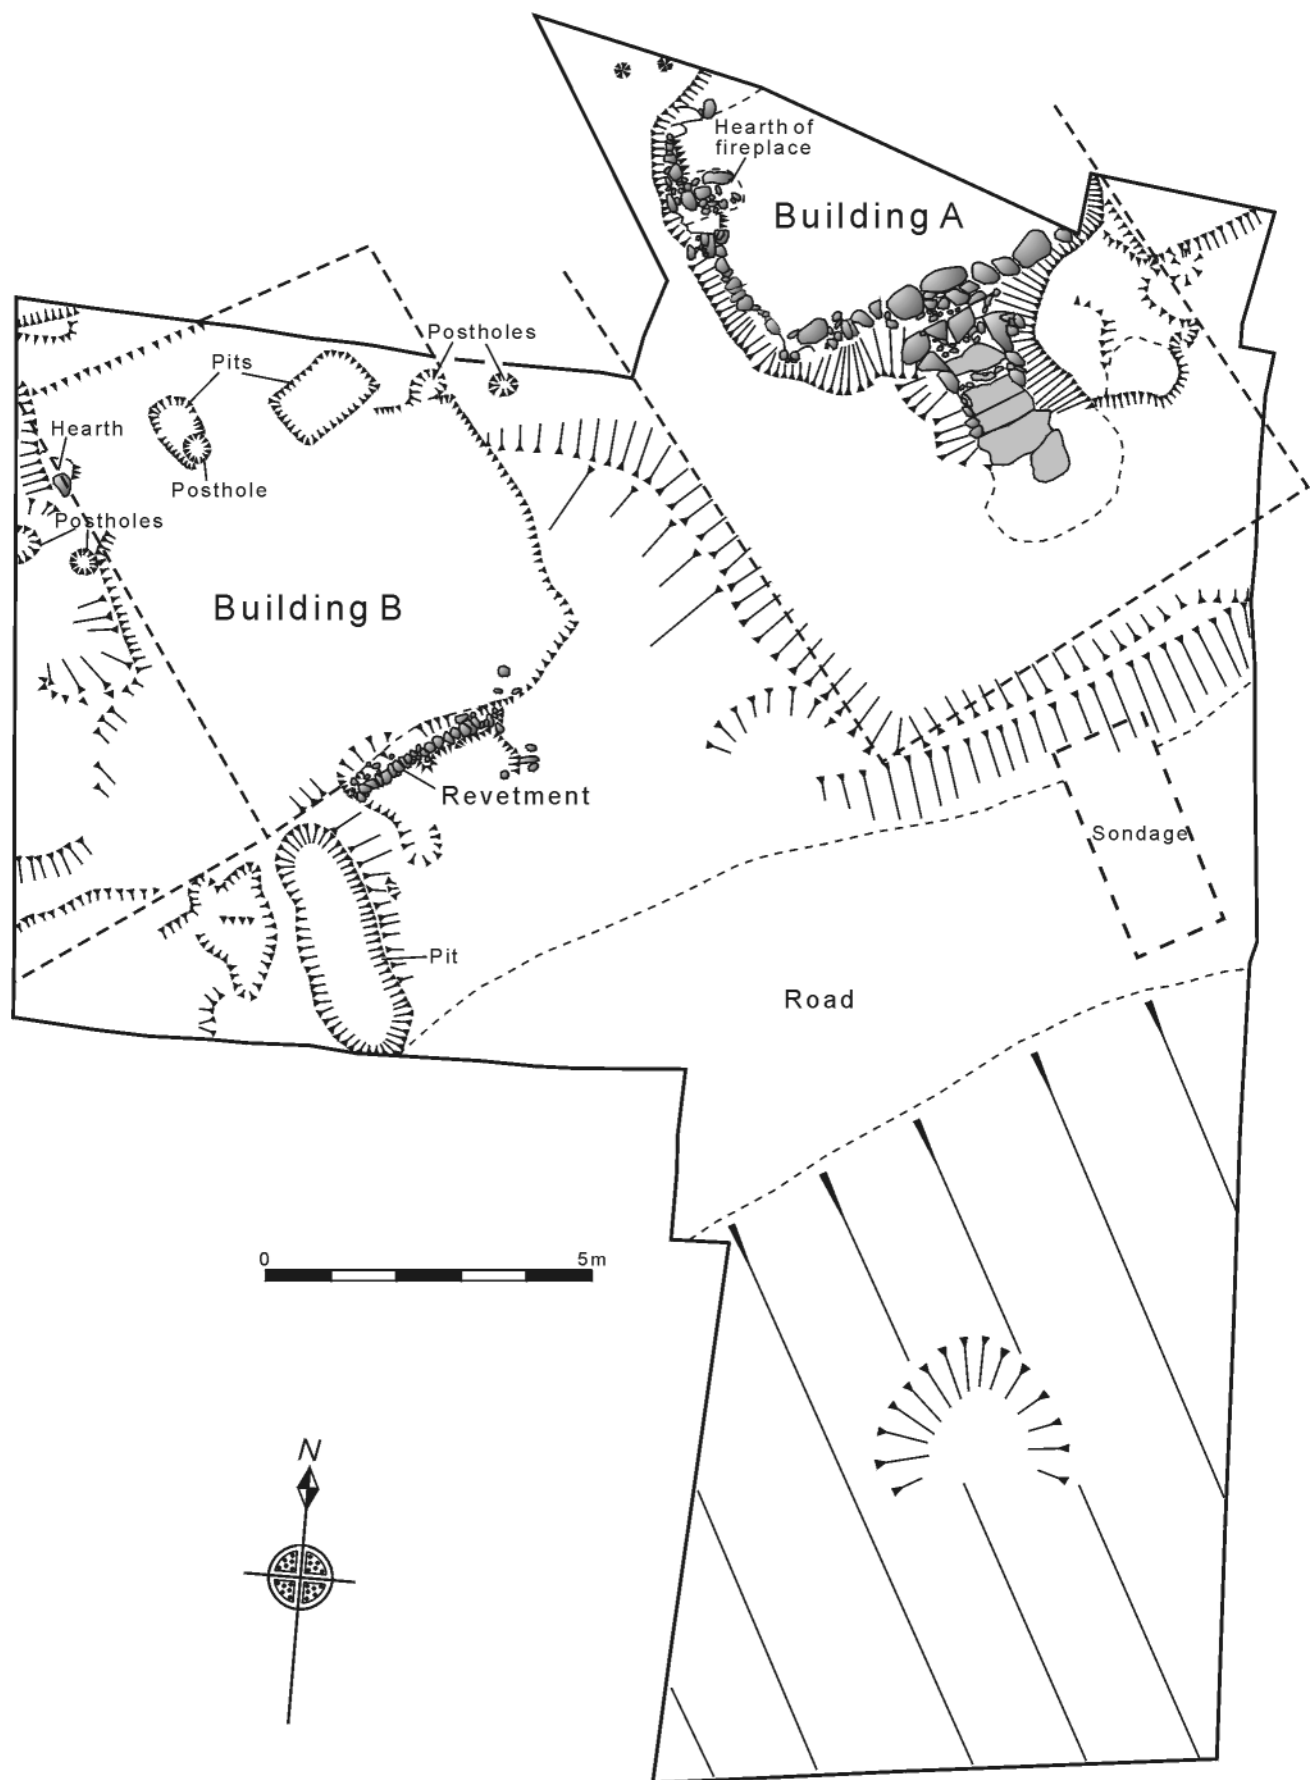 Hearth of
fireplace
Building A
Postholes
Pits
Hearth
Posthole
Postholes
Building B
Revetment
Sondage
Pit
Road
0
5m
N